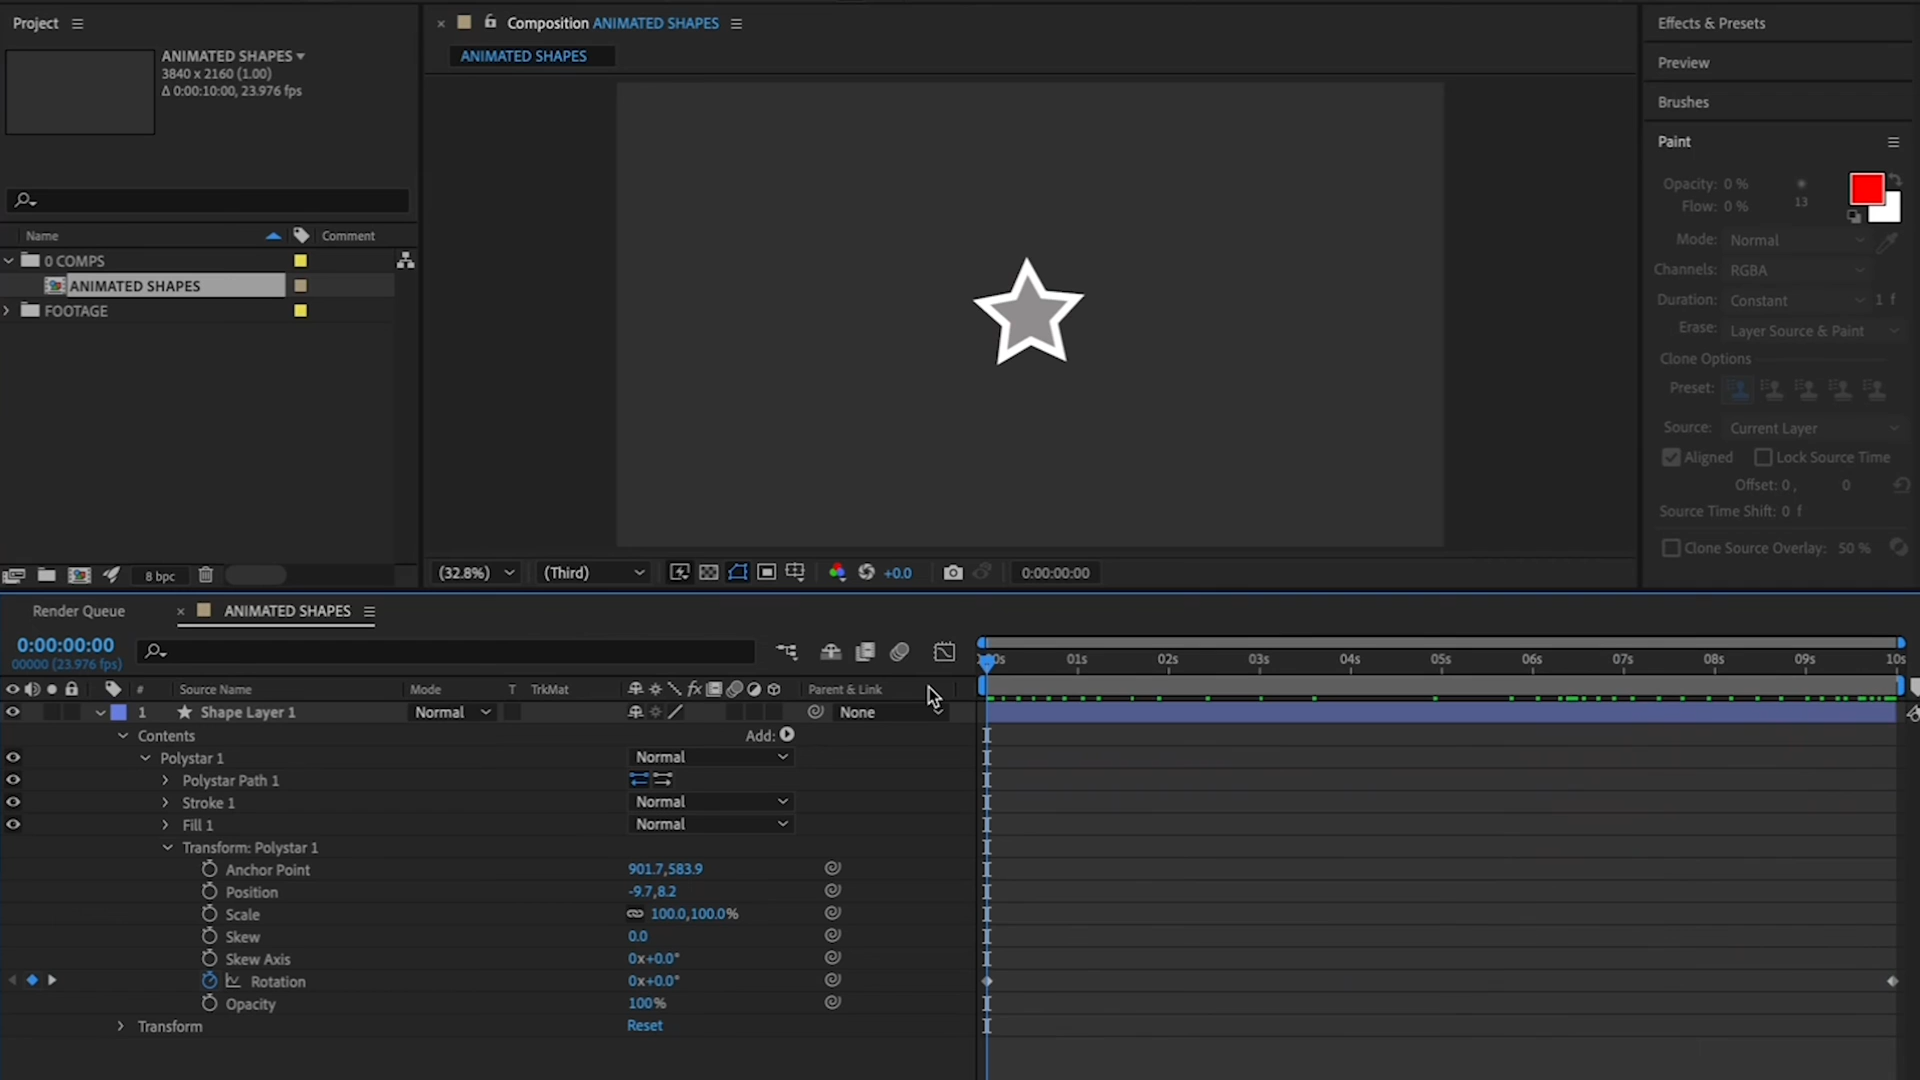 Project
ANIMATED SHAPES
3840 x 2160 (1.00)
Δ 0:00:10:00, 23.976 fps
Name
Comment
0 COMPS
ANIMATED SHAPES
FOOTAGE
8 bpc
Composition ANIMATED SHAPES
ANIMATED SHAPES
(32.8%)
(Third)
+0.0
0:00:00:00
Effects & Presets
Preview
Brushes
Paint
Opacity: 0 %
Flow: 0 %
13
Mode: Normal
Channels: RGBA
Duration: Constant 1 f
Erase: Layer Source & Paint
Clone Options
Preset:
Source: Current Layer
Aligned Lock Source Time
Offset: 0 , 0
Source Time Shift: 0 f
Clone Source Overlay: 50 %
Render Queue
ANIMATED SHAPES
0:00:00:00
00000 (23.976 fps)
01s 02s 03s 04s 05s 06s 07s 08s 09s 10s
# Source Name Mode T TrkMat fx Parent & Link
1 Shape Layer 1 Normal None
Contents Add:
Polystar 1 Normal
Polystar Path 1
Stroke 1 Normal
Fill 1 Normal
Transform: Polystar 1
Anchor Point 901.7,583.9
Position -9.7,8.2
Scale 100.0,100.0%
Skew 0.0
Skew Axis 0x+0.0°
Rotation 0x+0.0°
Opacity 100%
Transform Reset